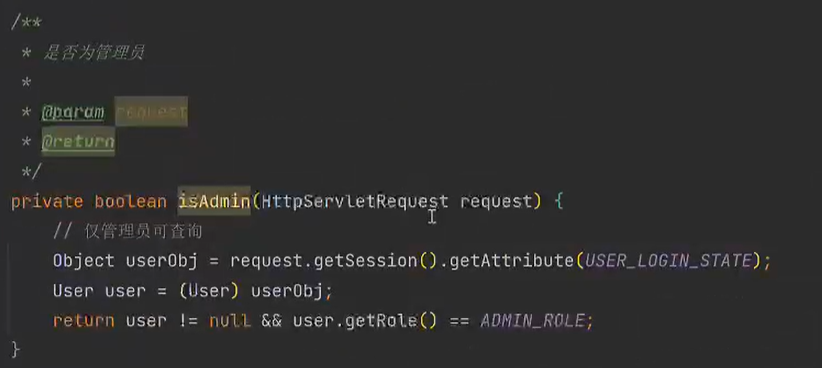 /**
 * 是否为管理员
 *
 * @param request
 * @return
 */
private boolean isAdmin(HttpServletRequest request) {
    // 仅管理员可查询
    Object userObj = request.getSession().getAttribute(USER_LOGIN_STATE);
    User user = (User) userObj;
    return user != null && user.getRole() == ADMIN_ROLE;
}